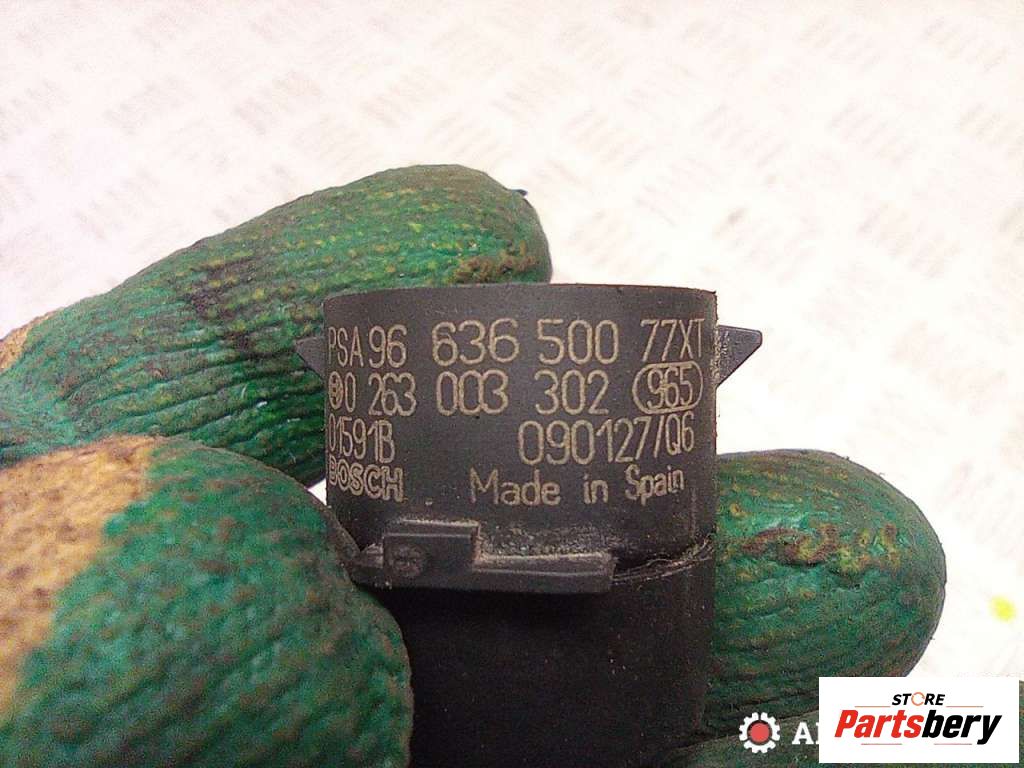 PSA 96 636 500 77XT
0 263 003 302 965
01591B 090127/Q6
BOSCH Made in Spain
STORE
Partsbery